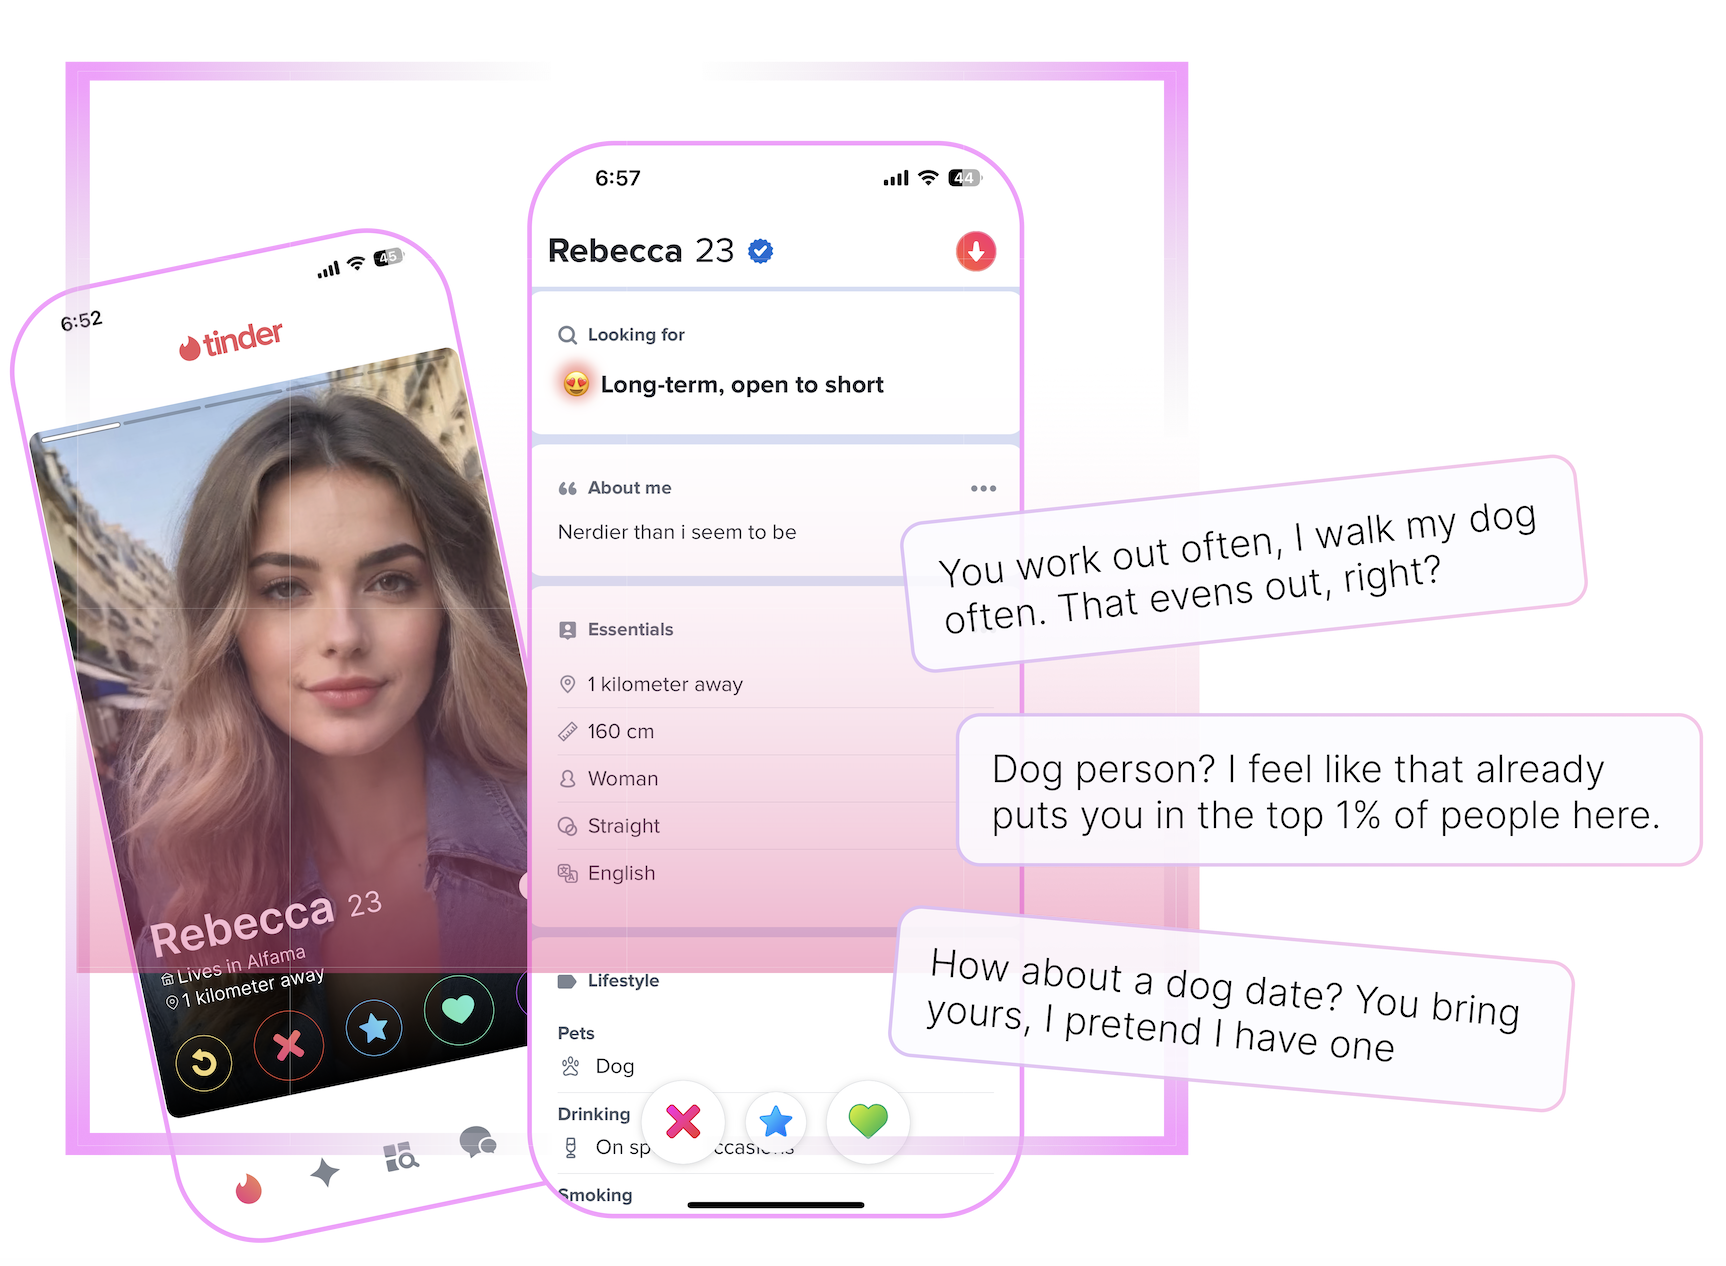 6:52
45
tinder
Rebecca 23
Lives in Alfama
1 kilometer away
6:57
44
Rebecca 23
Looking for
Long-term, open to short
About me
Nerdier than i seem to be
Essentials
1 kilometer away
160 cm
Woman
Straight
English
Lifestyle
Pets
Dog
Drinking
On sp ccasions
Smoking
You work out often, I walk my dog
often. That evens out, right?
Dog person? I feel like that already
puts you in the top 1% of people here.
How about a dog date? You bring
yours, I pretend I have one